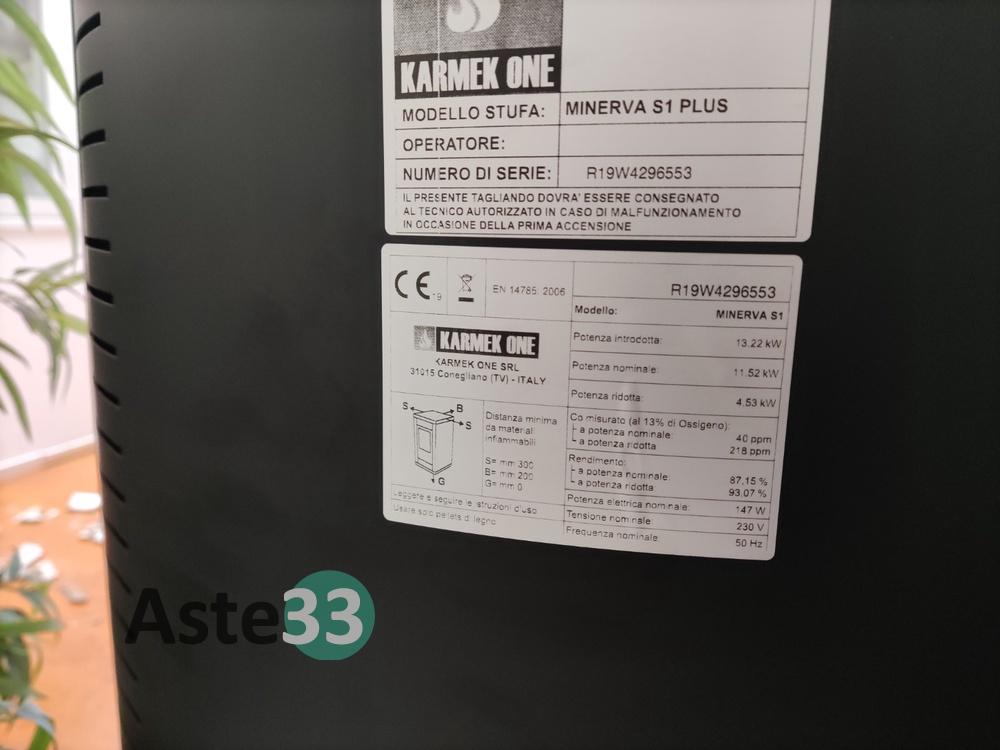 KARMEK ONE
MODELLO STUFA: MINERVA S1 PLUS
OPERATORE:
NUMERO DI SERIE: R19W4296553
IL PRESENTE TAGLIANDO DOVRA' ESSERE CONSEGNATO
AL TECNICO AUTORIZZATO IN CASO DI MALFUNZIONAMENTO
IN OCCASIONE DELLA PRIMA ACCENSIONE
CE 19
EN 14785: 2006
R19W4296553
Modello: MINERVA S1
KARMEK ONE
KARMEK ONE SRL
31015 Conegliano (TV) - ITALY
Potenza introdotta: 13.22 kW
Potenza nominale: 11.52 kW
Potenza ridotta: 4.53 kW
S B
S
G
Distanza minima
da materiali
infiammabili
S= mm 300
B= mm 200
G= mm 0
Co misurato (al 13% di Ossigeno):
a potenza nominale: 40 ppm
a potenza ridotta 218 ppm
Rendimento:
a potenza nominale: 87,15 %
a potenza ridotta 93,07 %
Leggere e seguire le istruzioni d'uso
Usare solo pellets di legno
Potenza elettrica nominale: 147 W
Tensione nominale: 230 V
Frequenza nominale: 50 Hz
Aste33